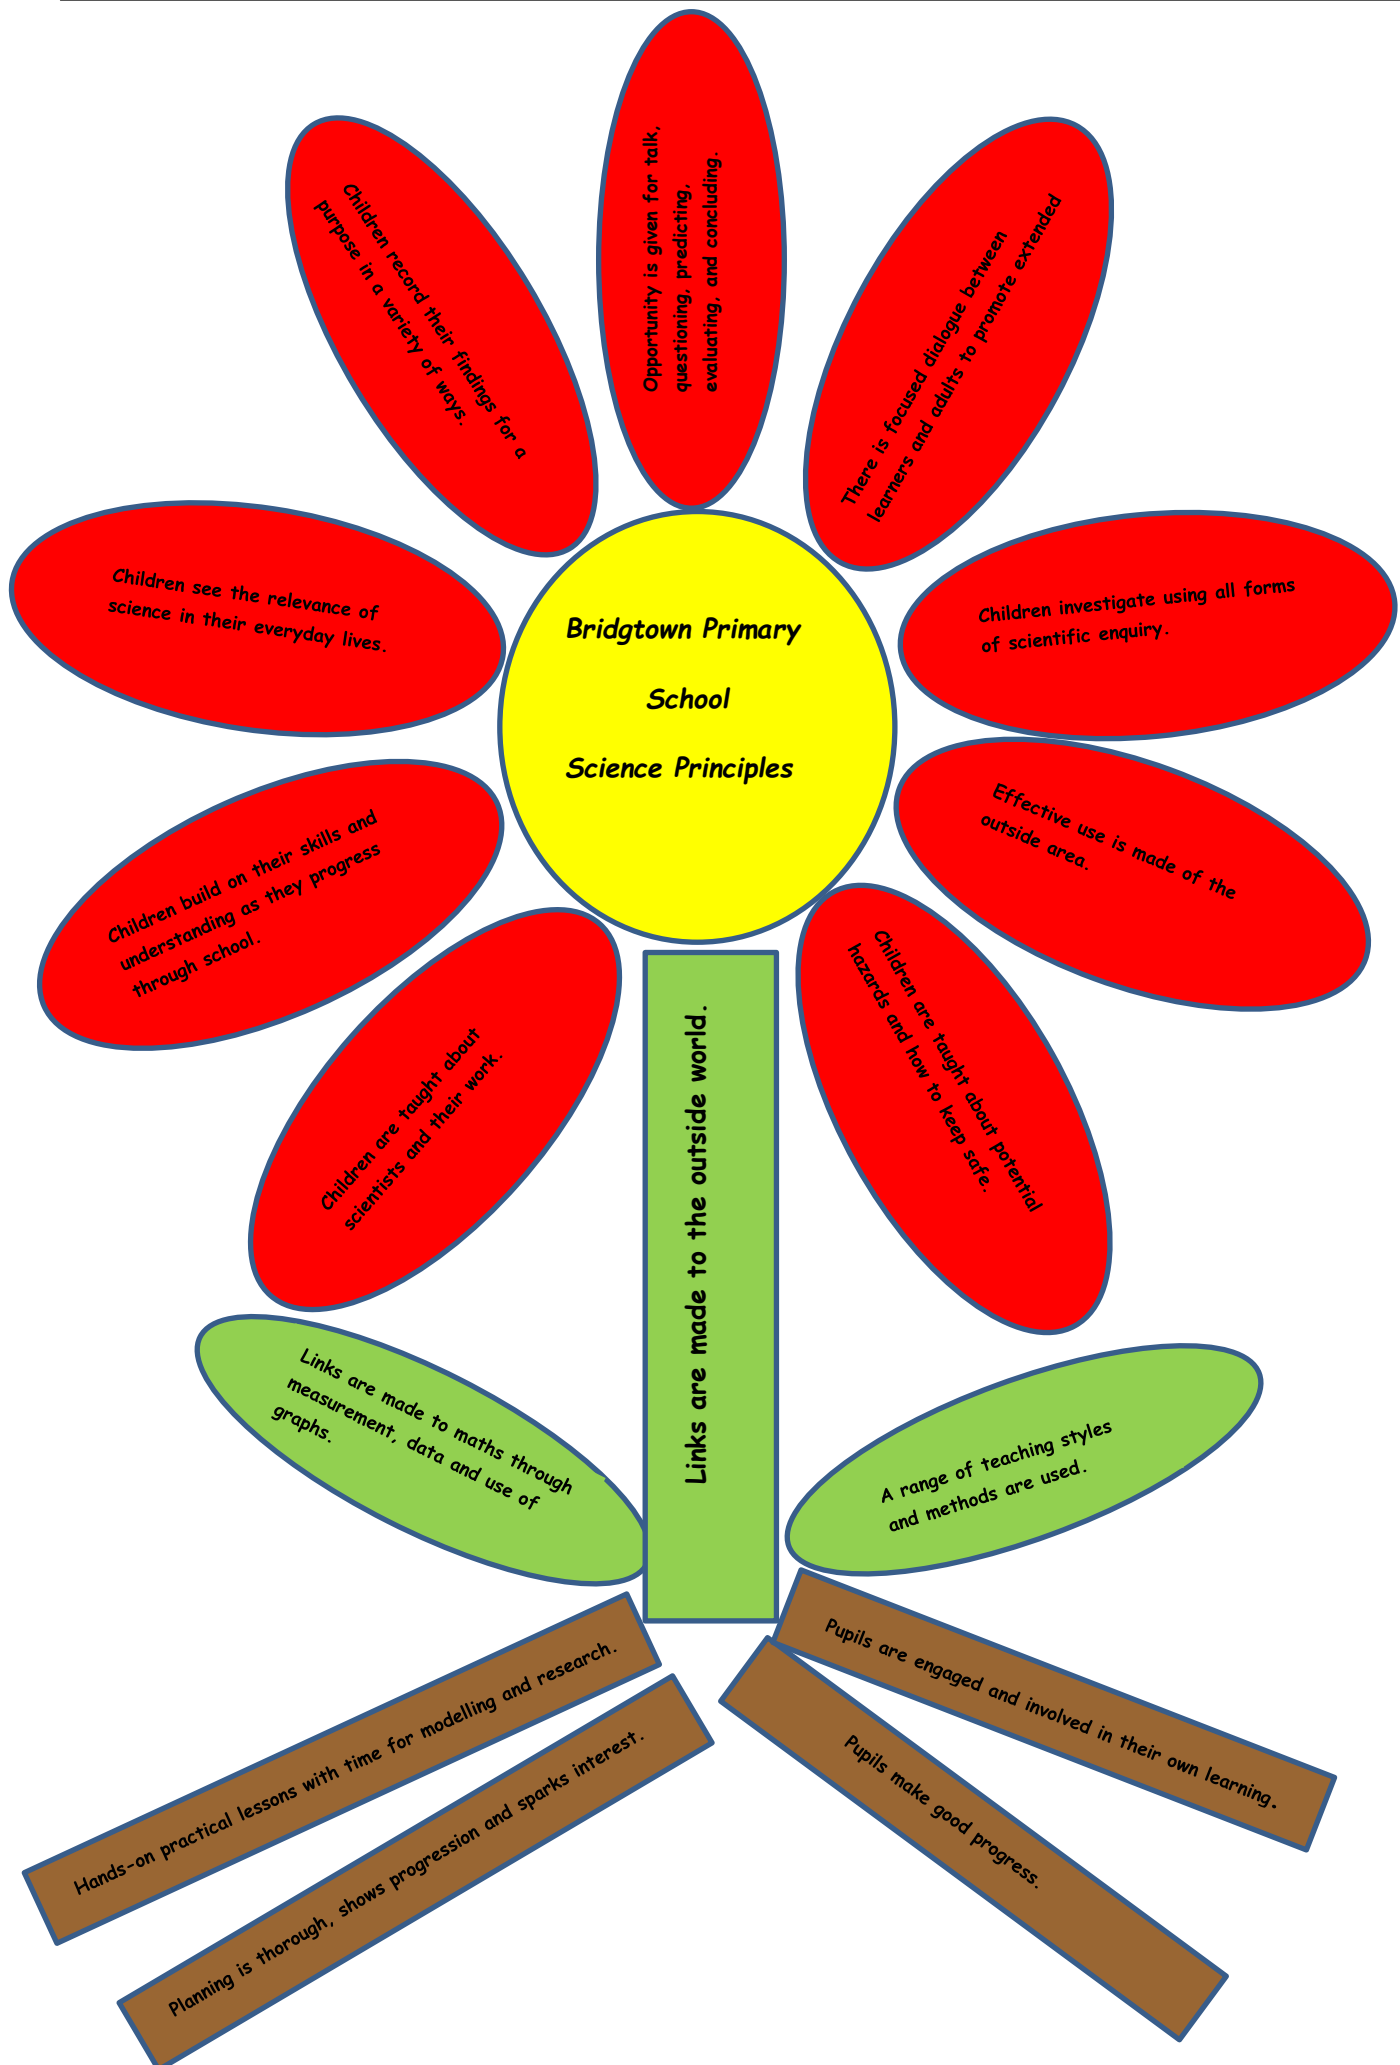 Opportunity is given for talk,
questioning, predicting,
evaluating, and concluding.
Children record their findings for a
purpose in a variety of ways.
There is focused dialogue between
learners and adults to promote extended
Children see the relevance of
science in their everyday lives.
Children investigate using all forms
of scientific enquiry.
Bridgtown Primary
School
Science Principles
Children build on their skills and
understanding as they progress
through school.
Effective use is made of the
outside area.
Children are taught about
scientists and their work.
Children are taught about potential
hazards and how to keep safe.
Links are made to the outside world.
Links are made to maths through
measurement, data and use of
graphs.
A range of teaching styles
and methods are used.
Hands-on practical lessons with time for modelling and research.
Planning is thorough, shows progression and sparks interest.
Pupils are engaged and involved in their own learning.
Pupils make good progress.